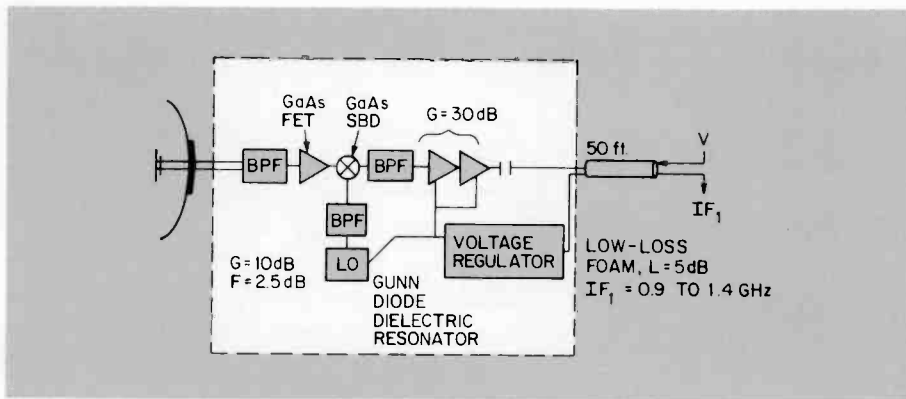 GaAs
FET
GaAs
SBD
G=30dB
BPF
BPF
50 ft.
V
IF₁
BPF
LO
VOLTAGE
REGULATOR
G=10dB
F=2.5dB
GUNN
DIODE
DIELECTRIC
RESONATOR
LOW-LOSS
FOAM, L=5dB
IF₁ = 0.9 TO 1.4 GHz